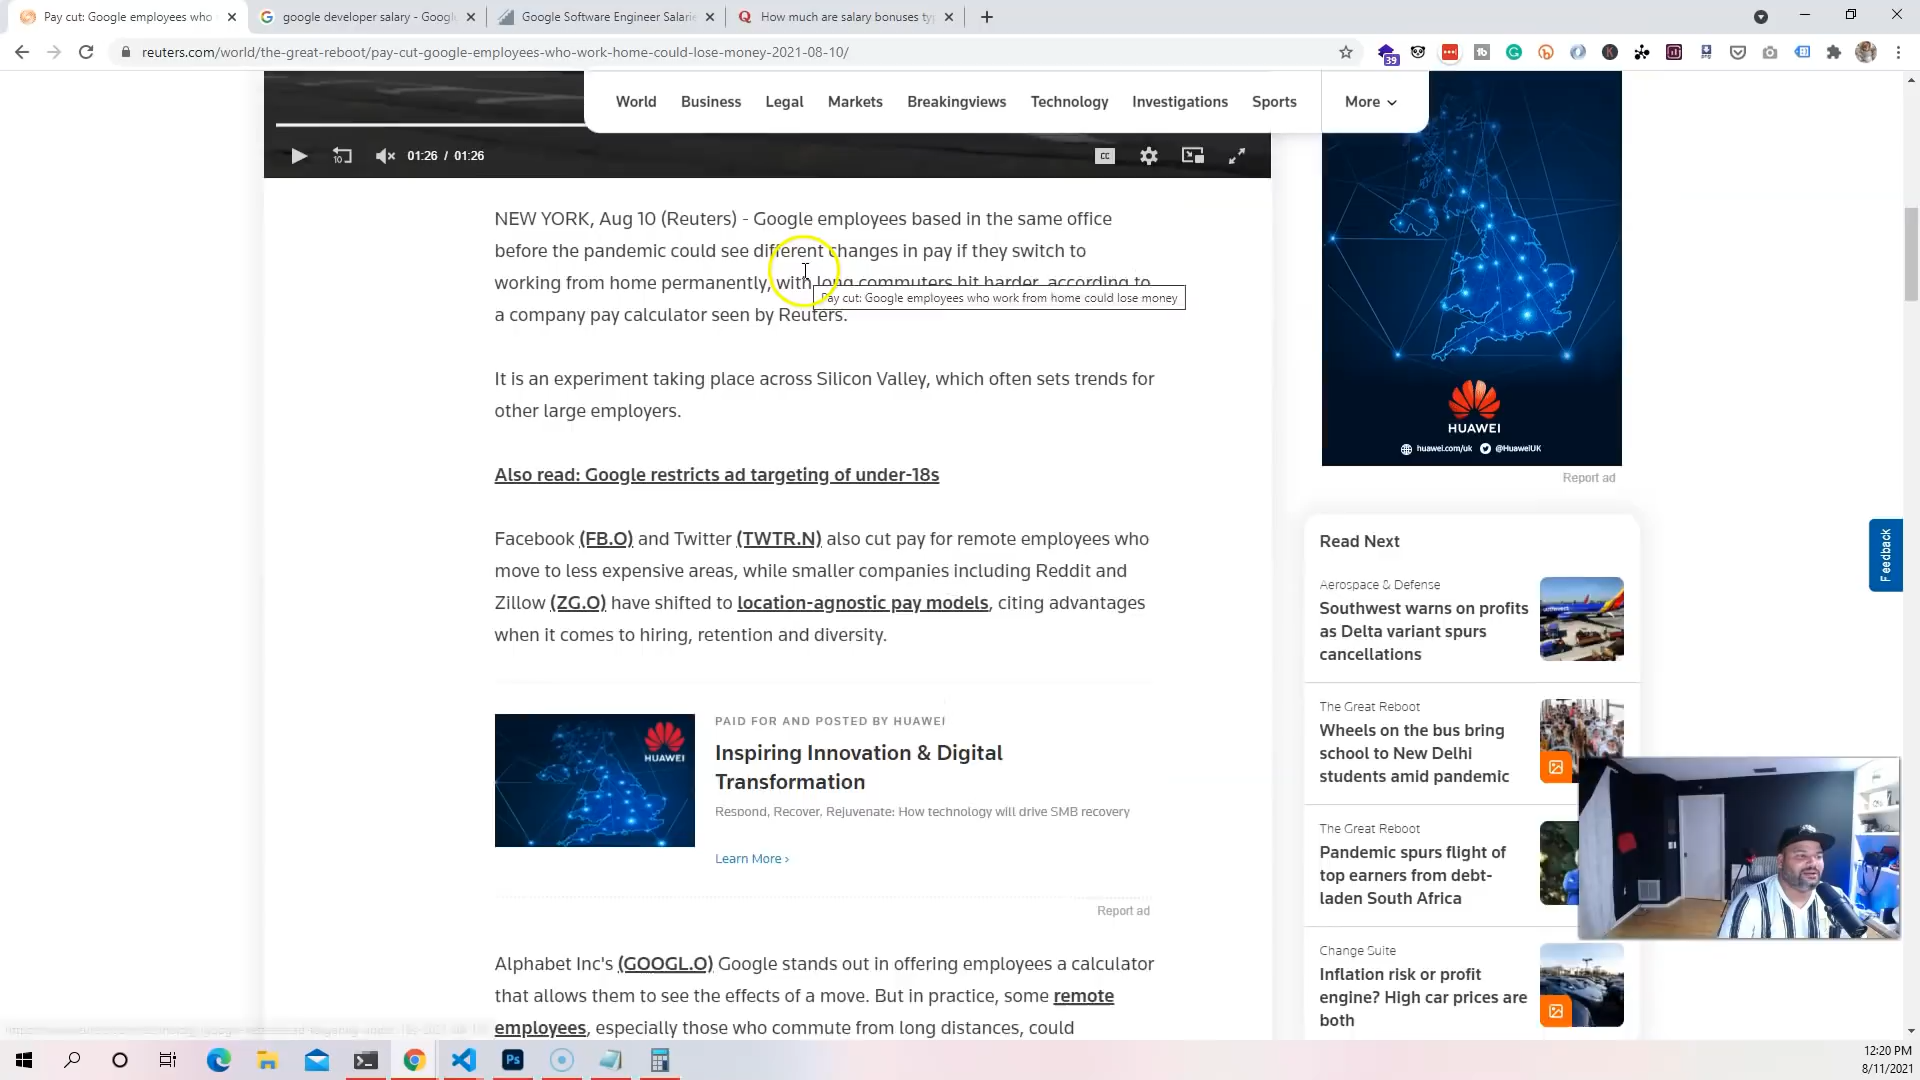 Pay cut: Google employees who
google developer salary - Googl
Google Software Engineer Salarie
How much are salary bonuses ty
reuters.com/world/the-great-reboot/pay-cut-google-employees-who-work-home-could-lose-money-2021-08-10/
39
World
Business
Legal
Markets
Breakingviews
Technology
Investigations
Sports
More
10
01:26 / 01:26
CC
NEW YORK, Aug 10 (Reuters) - Google employees based in the same office
before the pandemic could see different changes in pay if they switch to
working from home permanently, with long commuters hit harder, according to
Pay cut: Google employees who work from home could lose money
a company pay calculator seen by Reuters.
It is an experiment taking place across Silicon Valley, which often sets trends for
other large employers.
Also read: Google restricts ad targeting of under-18s
Facebook (FB.O) and Twitter (TWTR.N) also cut pay for remote employees who
move to less expensive areas, while smaller companies including Reddit and
Zillow (ZG.O) have shifted to location-agnostic pay models, citing advantages
when it comes to hiring, retention and diversity.
HUAWEI
PAID FOR AND POSTED BY HUAWEI
Inspiring Innovation & Digital
Transformation
Respond, Recover, Rejuvenate: How technology will drive SMB recovery
Learn More ›
Report ad
Alphabet Inc's (GOOGL.O) Google stands out in offering employees a calculator
that allows them to see the effects of a move. But in practice, some remote
employees, especially those who commute from long distances, could
HUAWEI
huawei.com/uk @HuaweiUK
Report ad
Feedback
Read Next
Aerospace & Defense
Southwest warns on profits
as Delta variant spurs
cancellations
The Great Reboot
Wheels on the bus bring
school to New Delhi
students amid pandemic
The Great Reboot
Pandemic spurs flight of
top earners from debt-
laden South Africa
Change Suite
Inflation risk or profit
engine? High car prices are
both
Ps
12:20 PM
8/11/2021